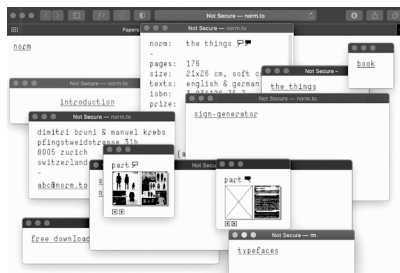 Not Secure — norm.to
Papers
Not Secure — norm.to
norm
norm: the things
-
pages: 176
size: 21x26 cm, soft c
texts: english & german
isbn:
prize:
book
Not Secure –
the things
Not Secure
introduction
Not Secure — norm.to
sign-generator
dimitri bruni & manuel krebs
pfingstweidstrasse 31b
8005 zurich
switzerland
-
abc@norm.to
Not Secure — norm.to
part
part
free download
Not Secure — n
typefaces